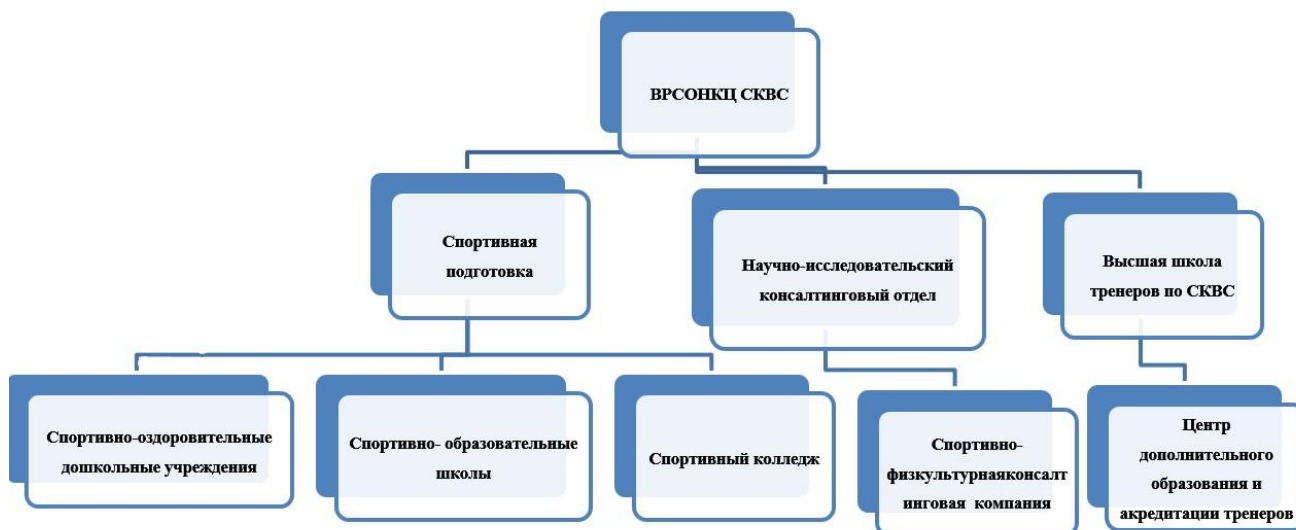 ВРСОНКЦ СКВС
Спортивная
подготовка
Научно-исследовательский
консалтинговый отдел
Высшая школа
тренеров по СКВС
Спортивно-оздоровительные
дошкольные учреждения
Спортивно- образовательные
школы
Спортивный колледж
Спортивно-
физкультурнаяконсалт
инговая компания
Центр
дополнительного
образования и
акредитации тренеров